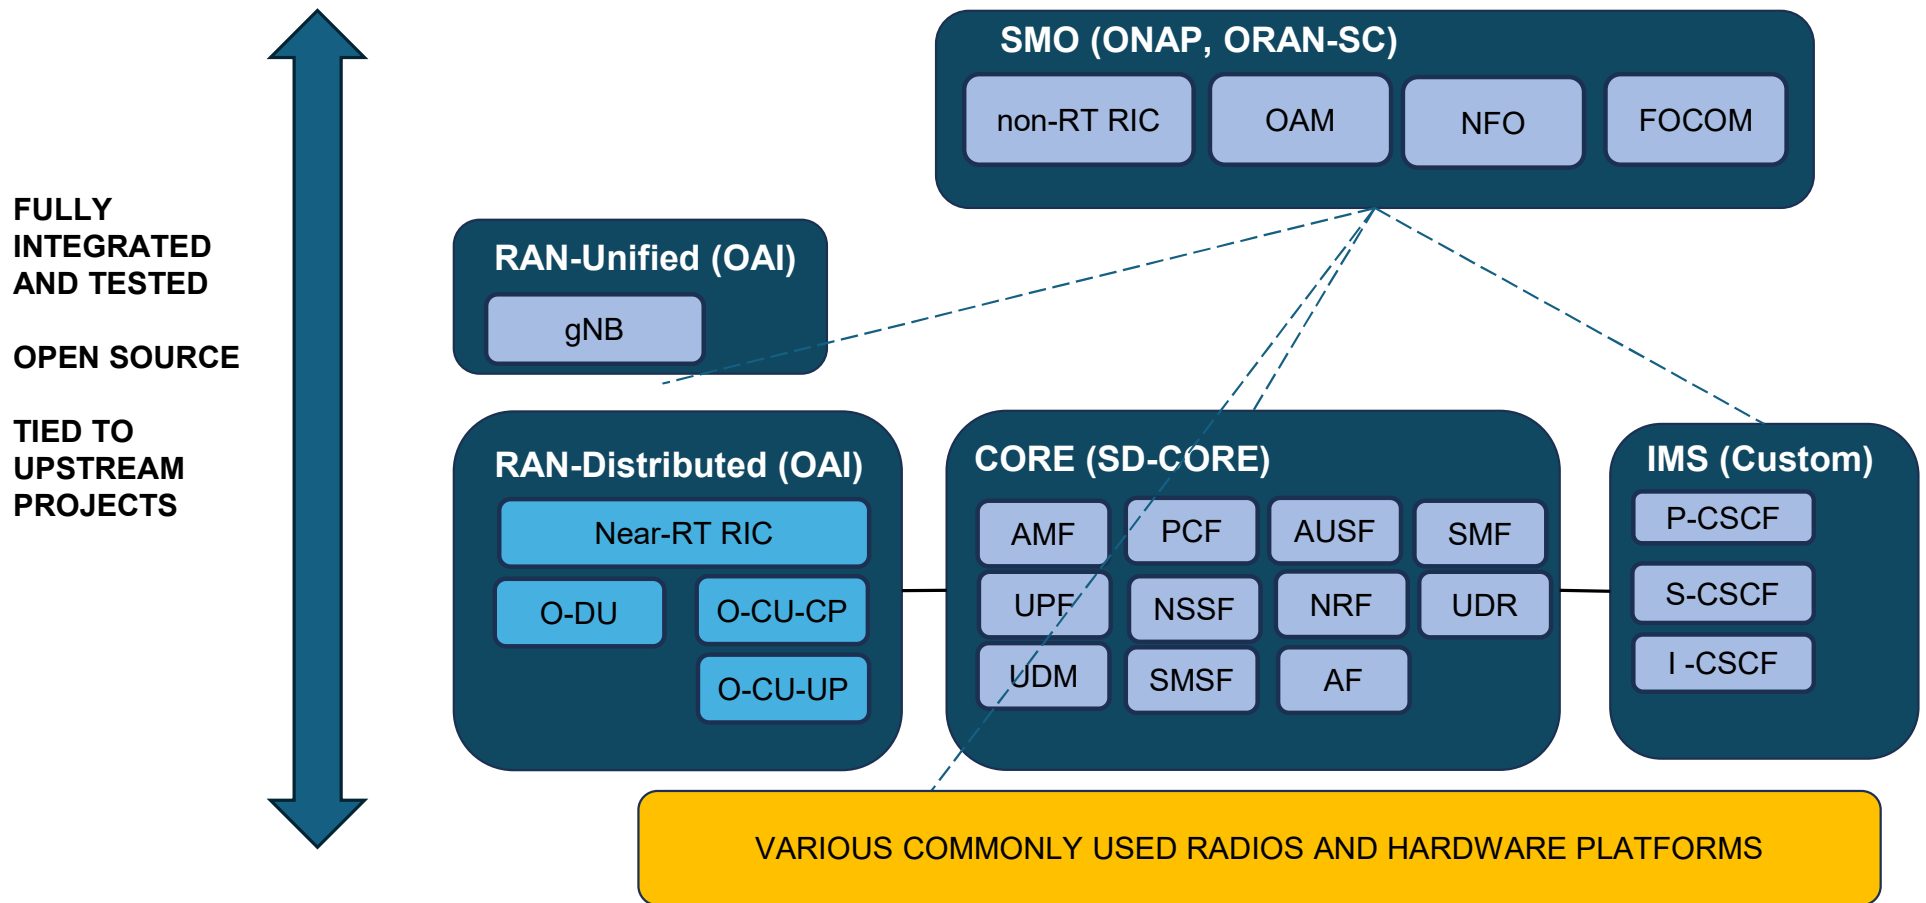 SMO (ONAP, ORAN-SC)
non-RT RIC
OAM
NFO
FOCOM
FULLY
INTEGRATED
AND TESTED
OPEN SOURCE
TIED TO
UPSTREAM
PROJECTS
RAN-Unified (OAI)
gNB
RAN-Distributed (OAI)
Near-RT RIC
O-DU
O-CU-CP
O-CU-UP
CORE (SD-CORE)
AMF
PCF
AUSF
SMF
UPF
NSSF
NRF
UDR
UDM
SMSF
AF
IMS (Custom)
P-CSCF
S-CSCF
I -CSCF
VARIOUS COMMONLY USED RADIOS AND HARDWARE PLATFORMS